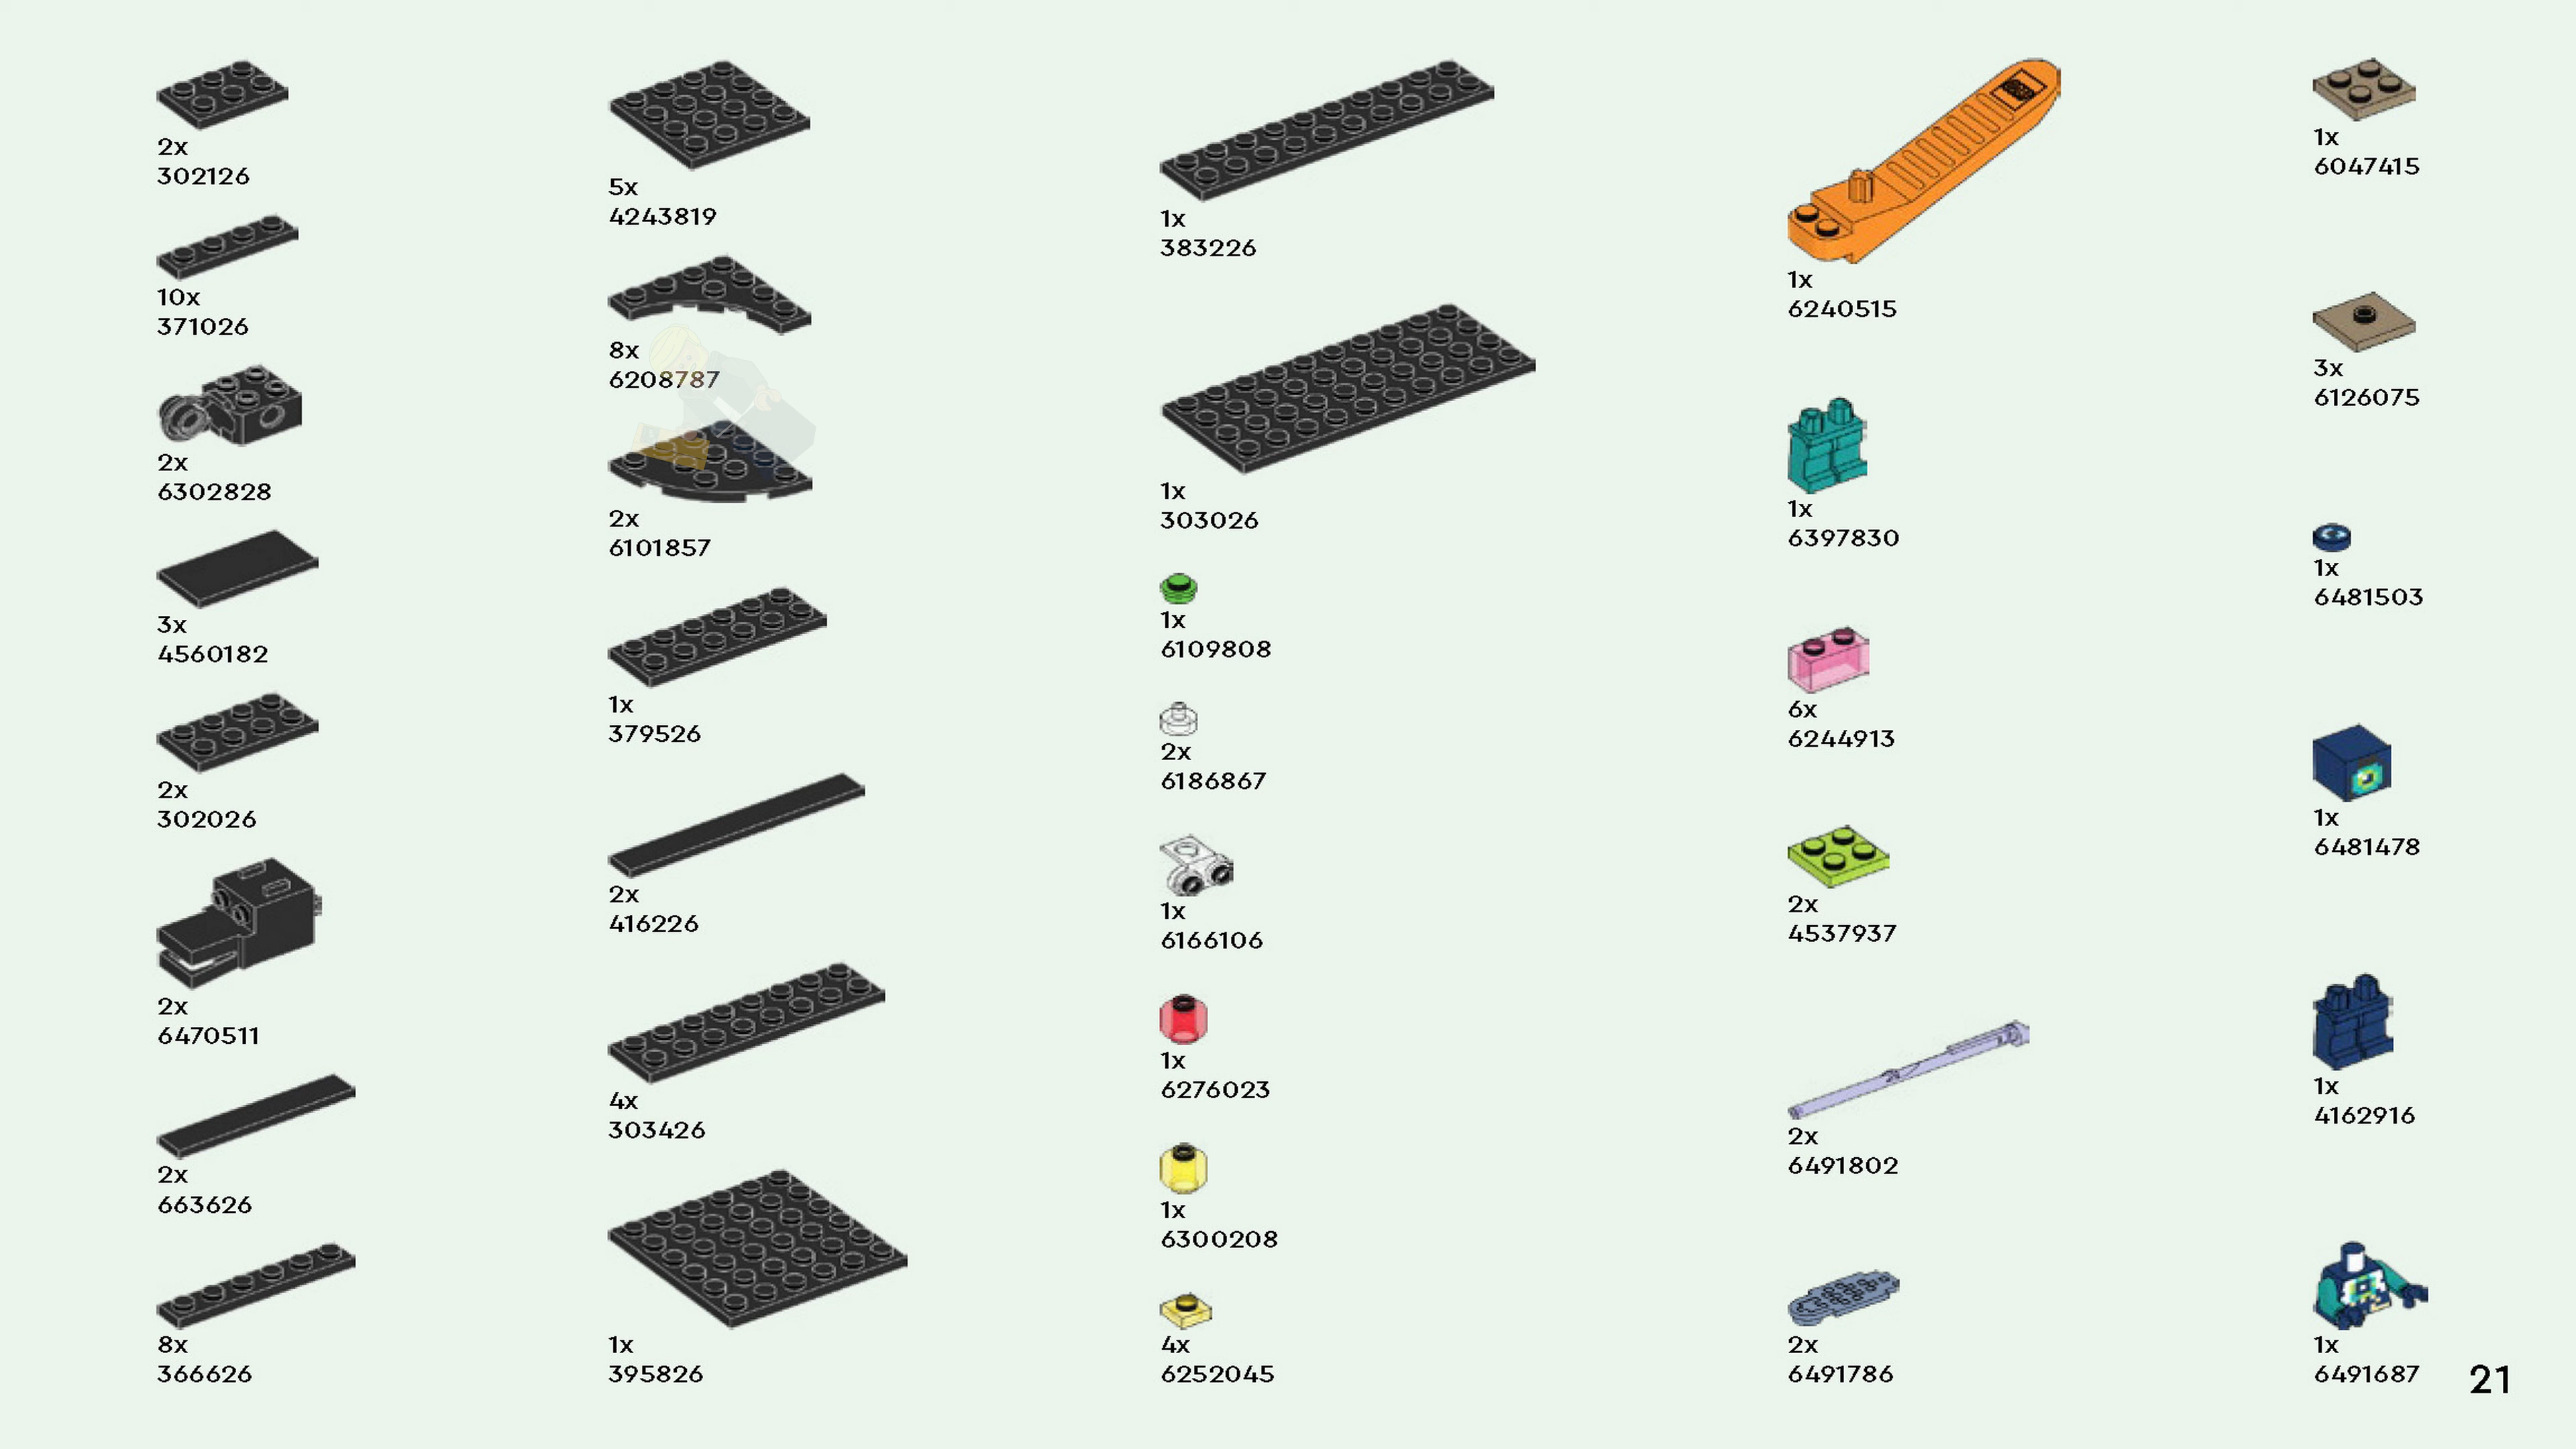 2x
302126
10x
371026
2x
6302828
3x
4560182
2x
302026
2x
6470511
2x
663626
8x
366626
5x
4243819
8x
6208787
2x
6101857
1x
379526
2x
416226
4x
303426
1x
395826
1x
383226
1x
303026
1x
6109808
2x
6186867
1x
6166106
1x
6276023
1x
6300208
4x
6252045
1x
6240515
1x
6397830
6x
6244913
2x
4537937
2x
6491802
2x
6491786
1x
6047415
3x
6126075
1x
6481503
1x
6481478
1x
4162916
1x
6491687
21